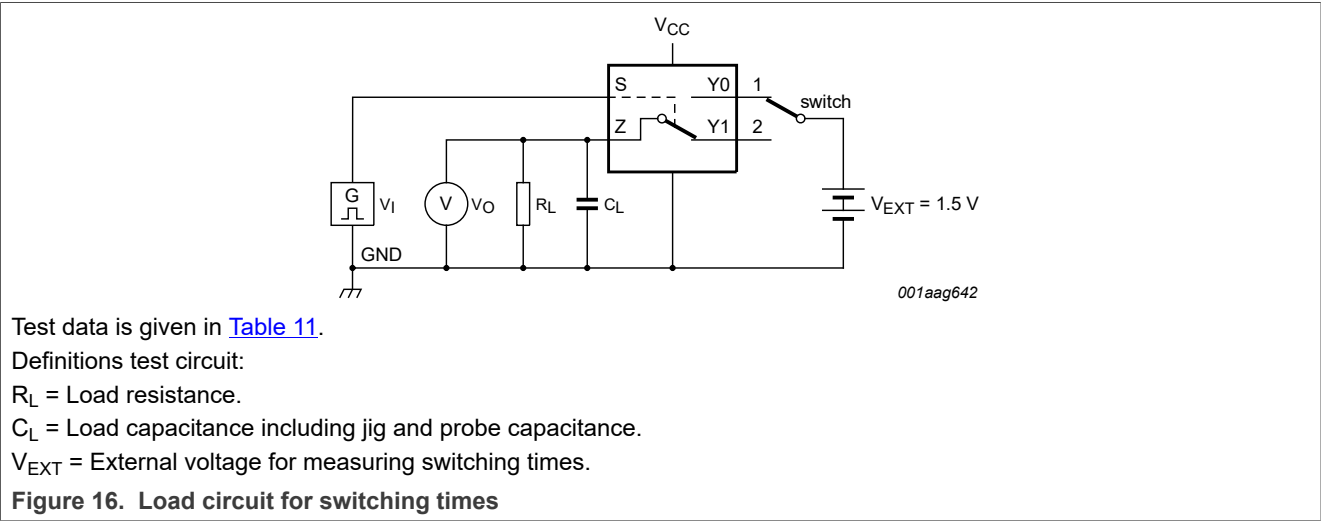 VCC
S Y0 1
switch
Z Y1 2
G VI V VO RL CL VEXT = 1.5 V
GND
001aag642
Test data is given in Table 11.
Definitions test circuit:
RL = Load resistance.
CL = Load capacitance including jig and probe capacitance.
VEXT = External voltage for measuring switching times.
Figure 16. Load circuit for switching times